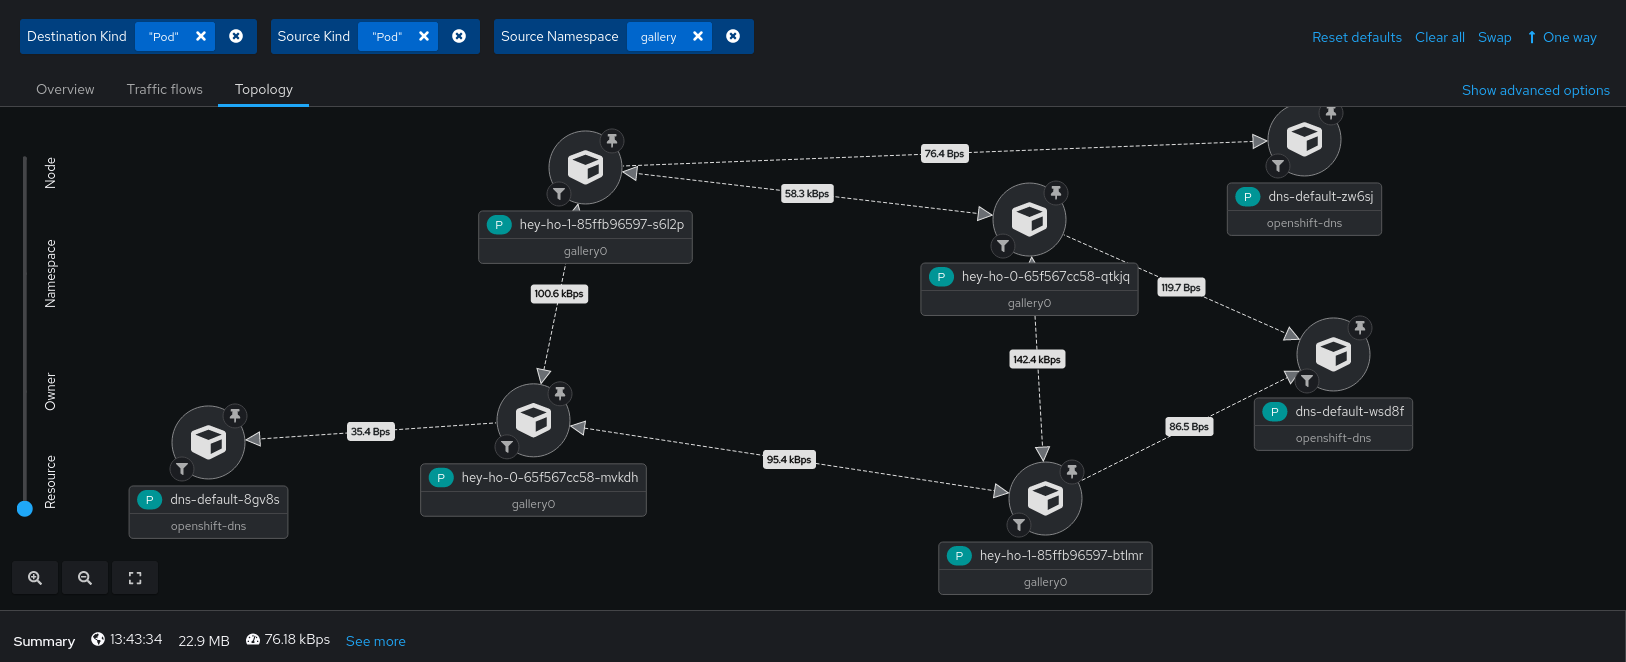 Destination Kind "Pod" Source Kind "Pod" Source Namespace gallery
Reset defaults Clear all Swap One way
Overview Traffic flows Topology
Show advanced options
Node
Namespace
Owner
Resource
76.4 Bps
58.3 kBps
P dns-default-zw6sj
openshift-dns
P hey-ho-1-85ffb96597-s6l2p
gallery0
P hey-ho-0-65f567cc58-qtkjq
gallery0
119.7 Bps
100.6 kBps
142.4 kBps
P dns-default-wsd8f
openshift-dns
86.5 Bps
35.4 Bps
95.4 kBps
P hey-ho-0-65f567cc58-mvkdh
gallery0
P dns-default-8gv8s
openshift-dns
P hey-ho-1-85ffb96597-btlmr
gallery0
Summary 13:43:34 22.9 MB 76.18 kBps See more